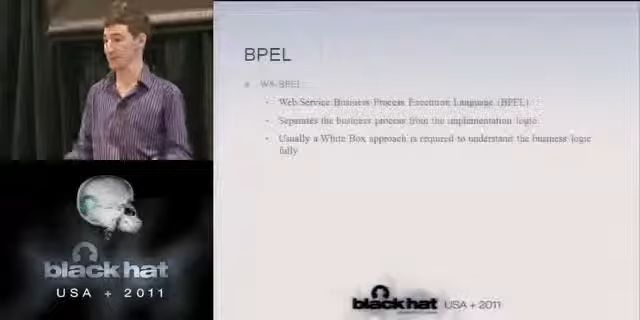 BPEL
WS-BPEL
Web Service Business Process Execution Language (BPEL)
Separates the business process from the implementation logic
Usually a White Box approach is required to understand the business logic
fully
black hat
USA + 2011
black hat USA + 2011